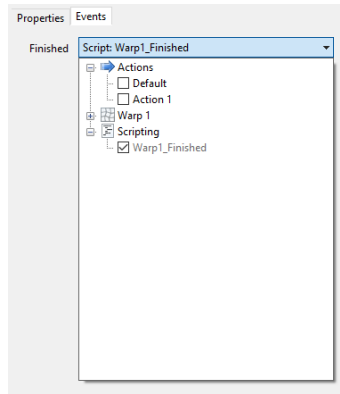 Properties Events
Finished Script: Warp1_Finished
Actions
Default
Action 1
Warp 1
Scripting
Warp1_Finished